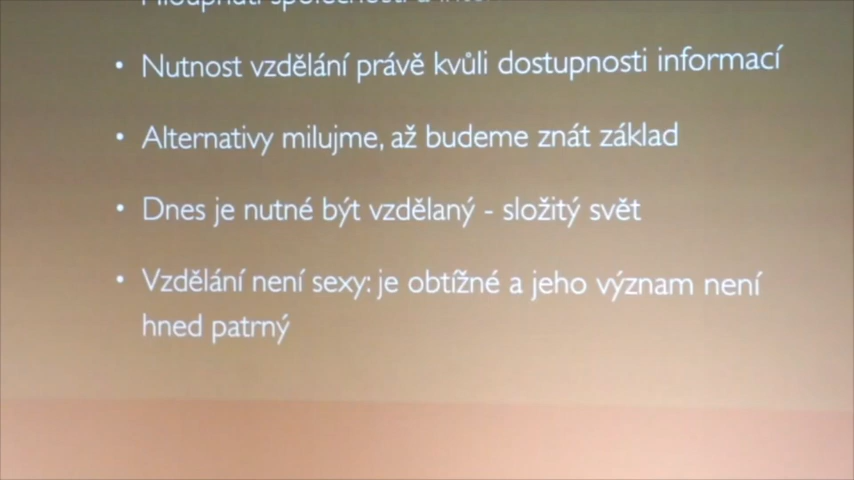 • Nutnost vzdělání právě kvůli dostupnosti informací
• Alternativy milujme, až budeme znát základ
• Dnes je nutné být vzdělaný - složitý svět
• Vzdělání není sexy: je obtížné a jeho význam není
hned patrný